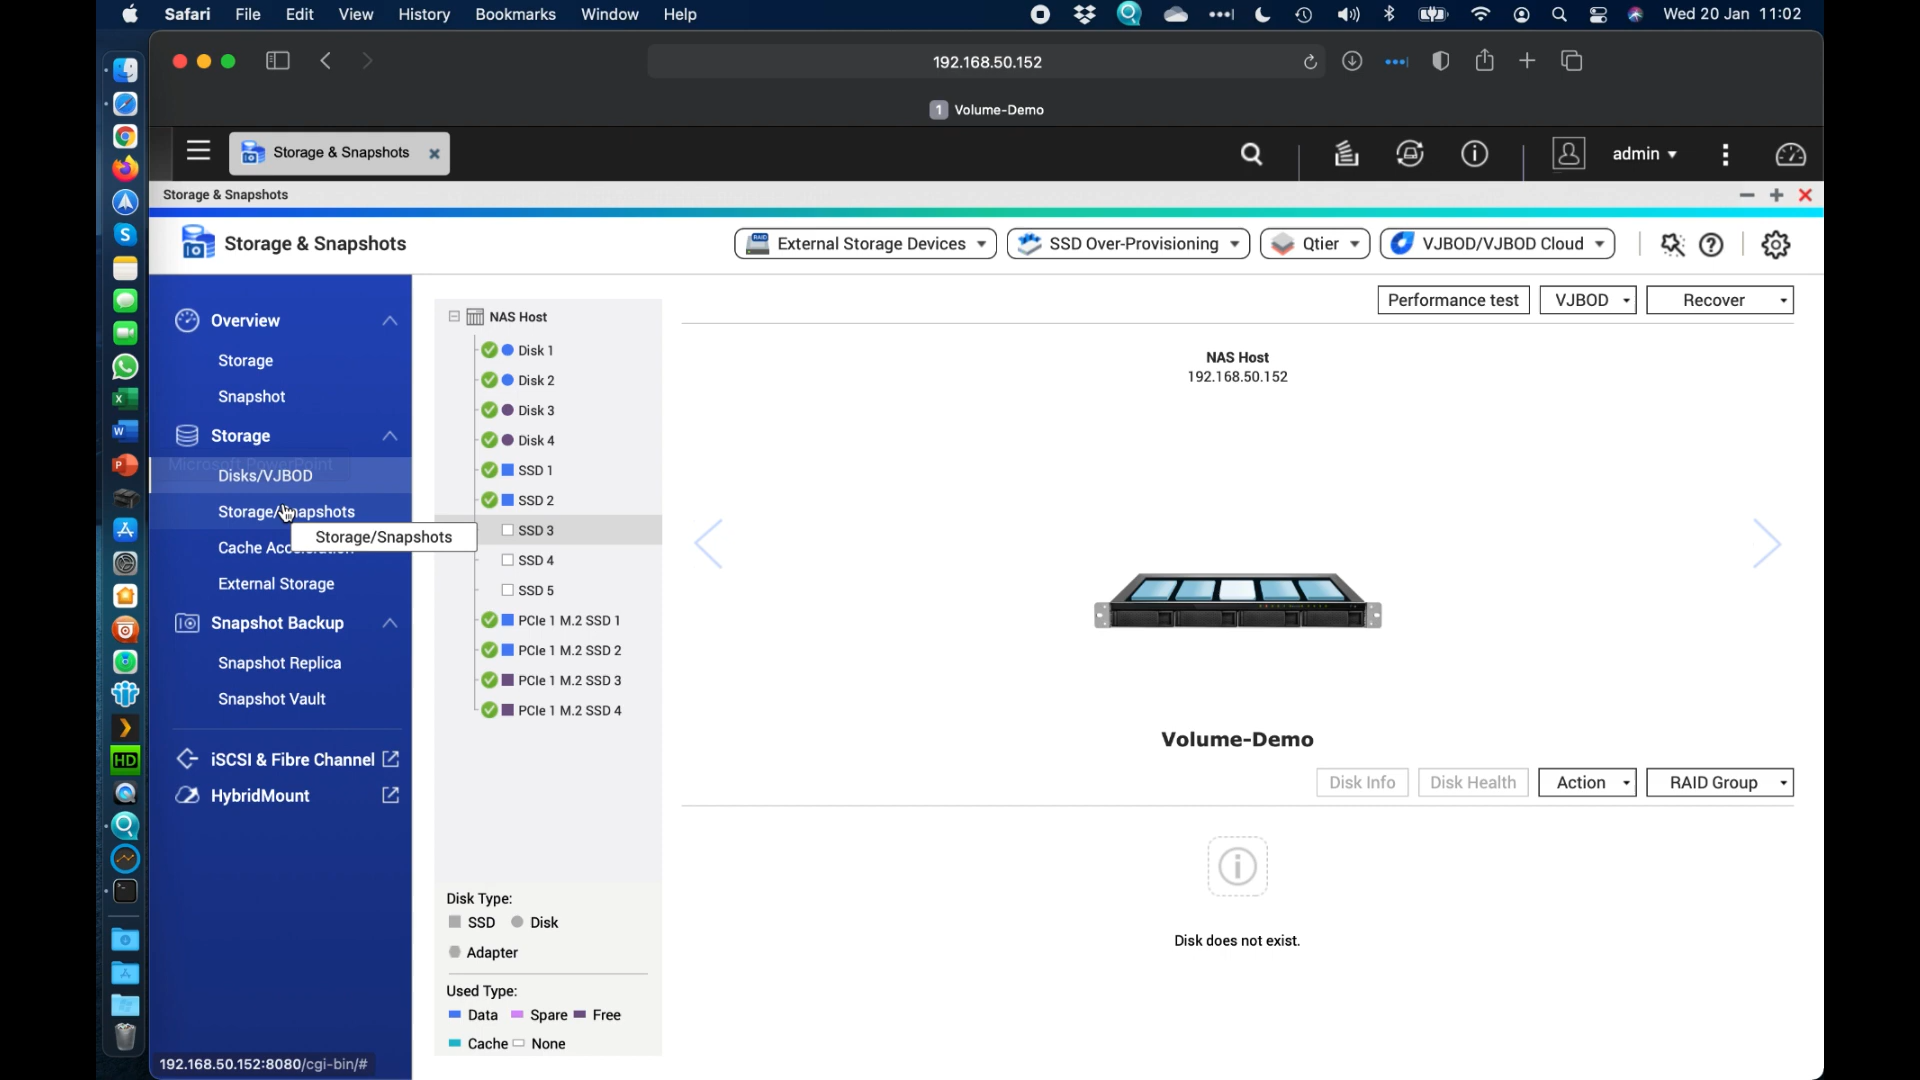 Safari File Edit View History Bookmarks Window Help Wed 20 Jan 11:02
192.168.50.152
1 Volume-Demo
Storage & Snapshots admin
Storage & Snapshots
Storage & Snapshots External Storage Devices SSD Over-Provisioning Qtier VJBOD/VJBOD Cloud
Performance test VJBOD Recover
Overview
Storage
Snapshot
Storage
Microsoft PowerPoint
Disks/VJBOD
Storage/Snapshots
Storage/Snapshots
Cache Acceleration
External Storage
Snapshot Backup
Snapshot Replica
Snapshot Vault
iSCSI & Fibre Channel
HybridMount
192.168.50.152:8080/cgi-bin/#
NAS Host
Disk 1
Disk 2
Disk 3
Disk 4
SSD 1
SSD 2
SSD 3
SSD 4
SSD 5
PCIe 1 M.2 SSD 1
PCIe 1 M.2 SSD 2
PCIe 1 M.2 SSD 3
PCIe 1 M.2 SSD 4
Disk Type:
SSD Disk
Adapter
Used Type:
Data Spare Free
Cache None
NAS Host
192.168.50.152
Volume-Demo
Disk Info Disk Health Action RAID Group
Disk does not exist.
HD